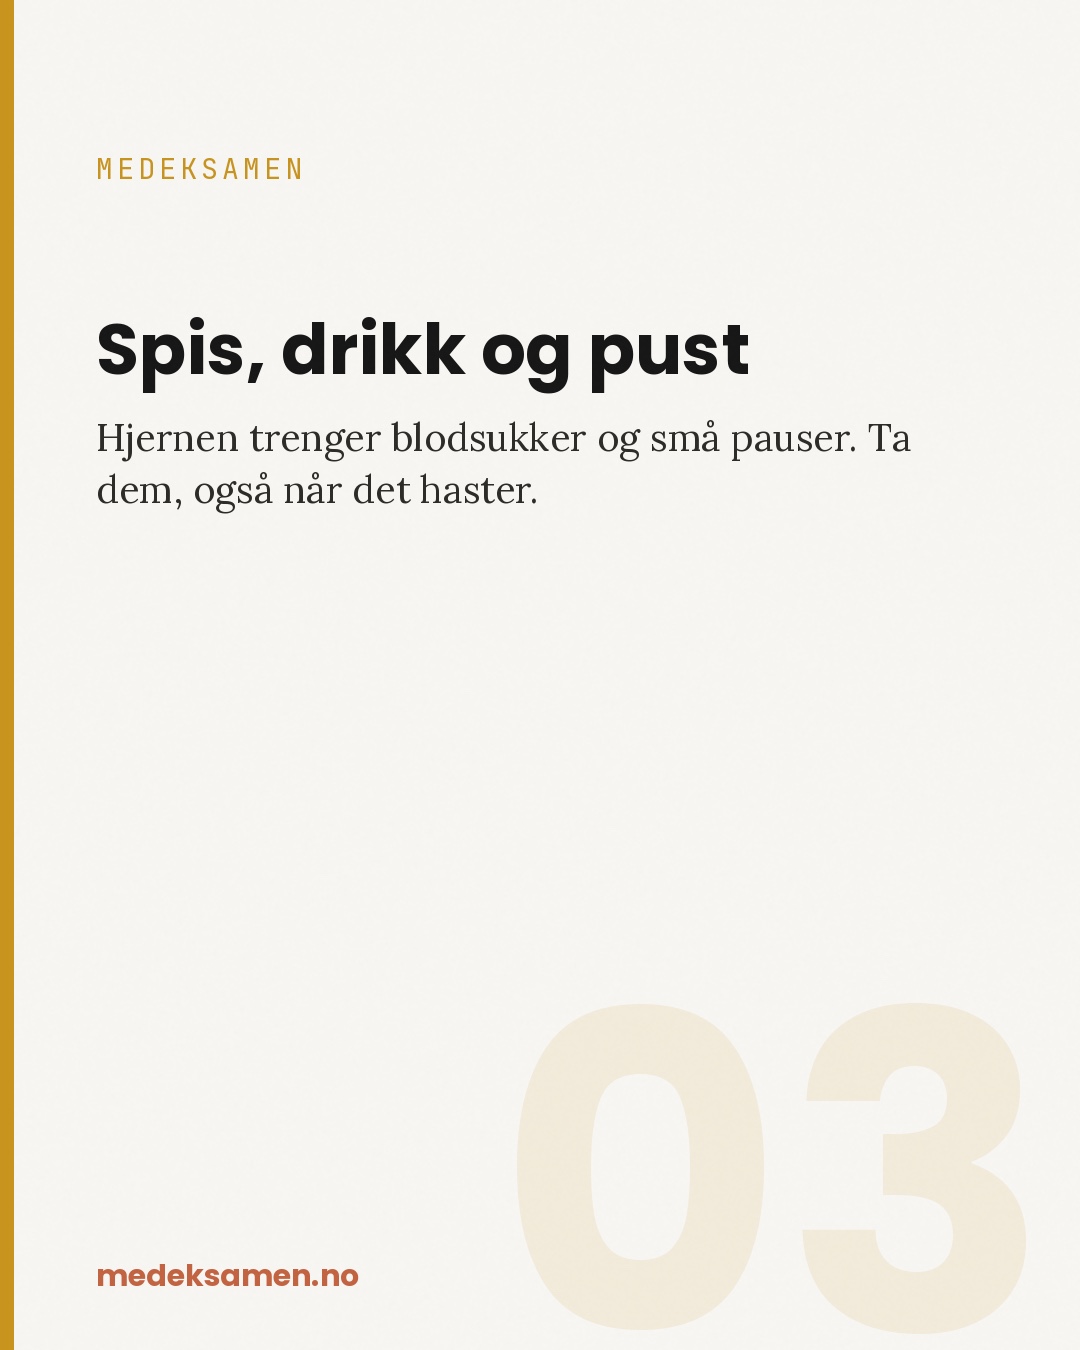 MEDEKSAMEN
Spis, drikk og pust
Hjernen trenger blodsukker og små pauser. Ta
dem, også når det haster.
03
medeksamen.no